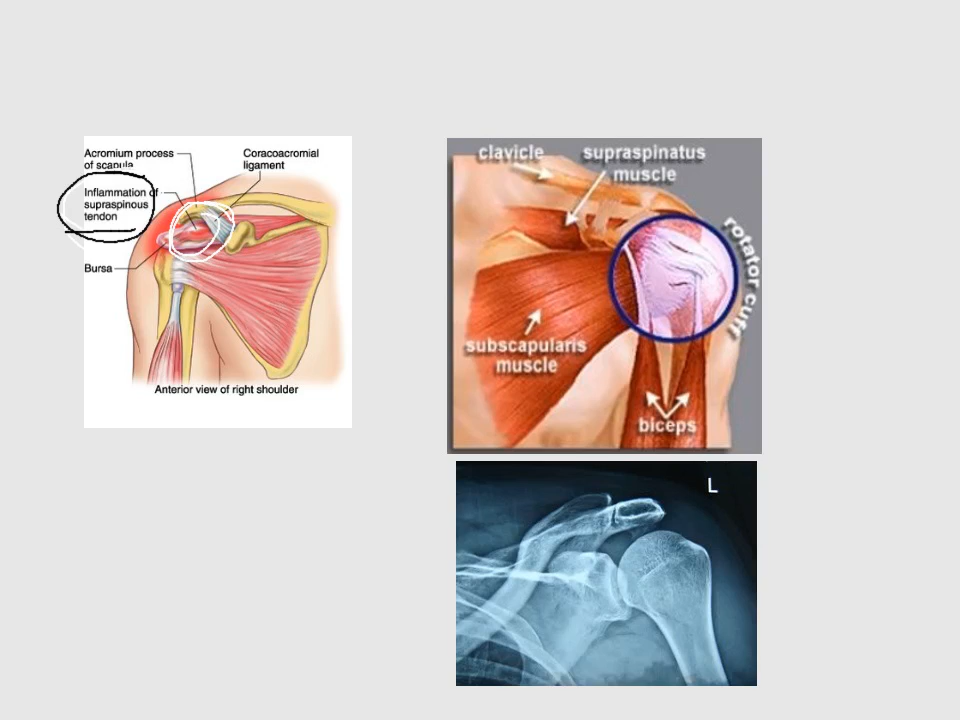 Acromium process
of scapula
Coracoacromial
ligament
Inflammation of
supraspinous
tendon
Bursa
Anterior view of right shoulder
clavicle
supraspinatus
muscle
rotator cuff
subscapularis
muscle
biceps
L